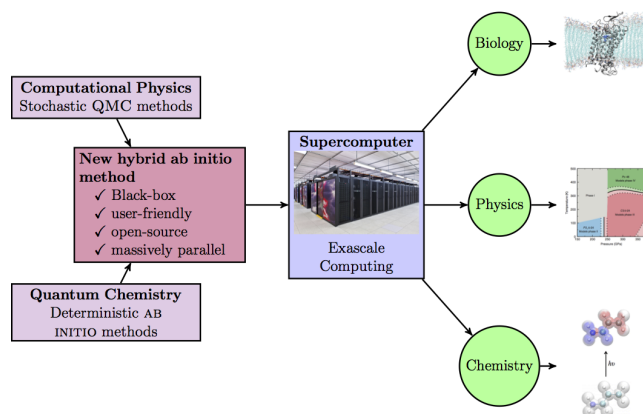 Computational Physics
Stochastic QMC methods
New hybrid ab initio
method
✓ Black-box
✓ user-friendly
✓ open-source
✓ massively parallel
Quantum Chemistry
Deterministic AB
INITIO methods
Supercomputer
Exascale
Computing
Biology
Physics
Chemistry
hν